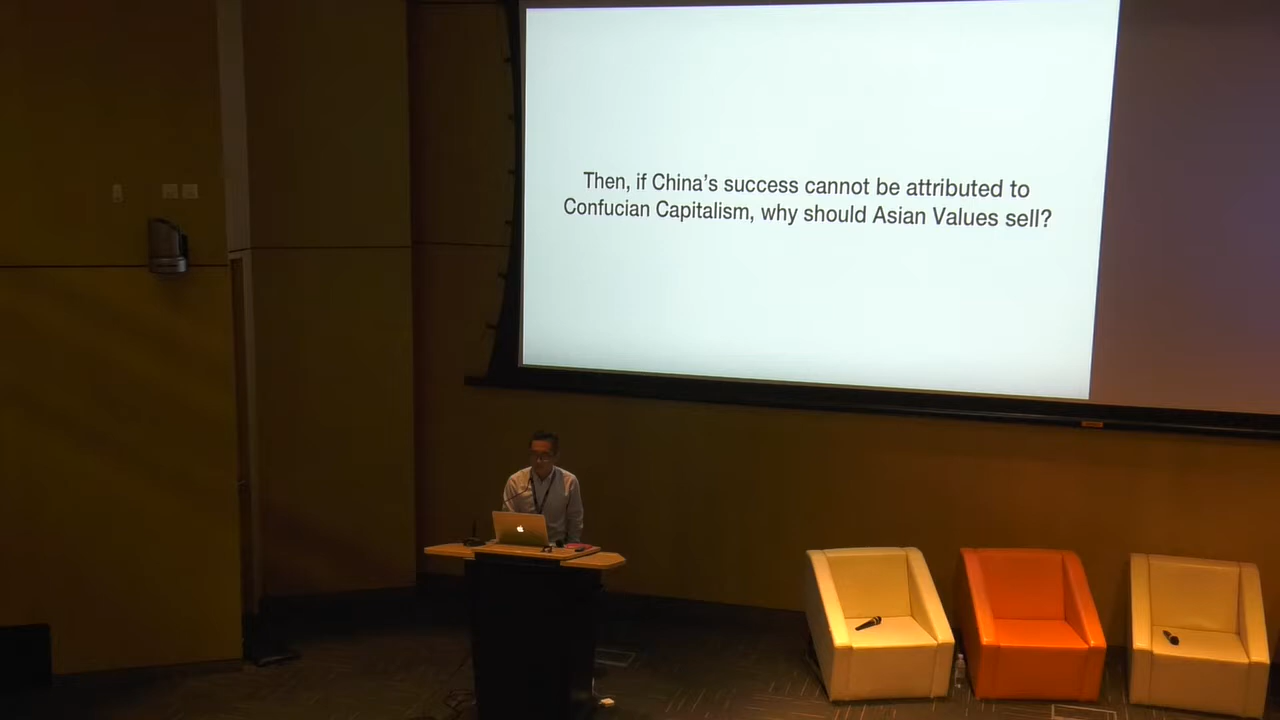 Then, if China's success cannot be attributed to
Confucian Capitalism, why should Asian Values sell?